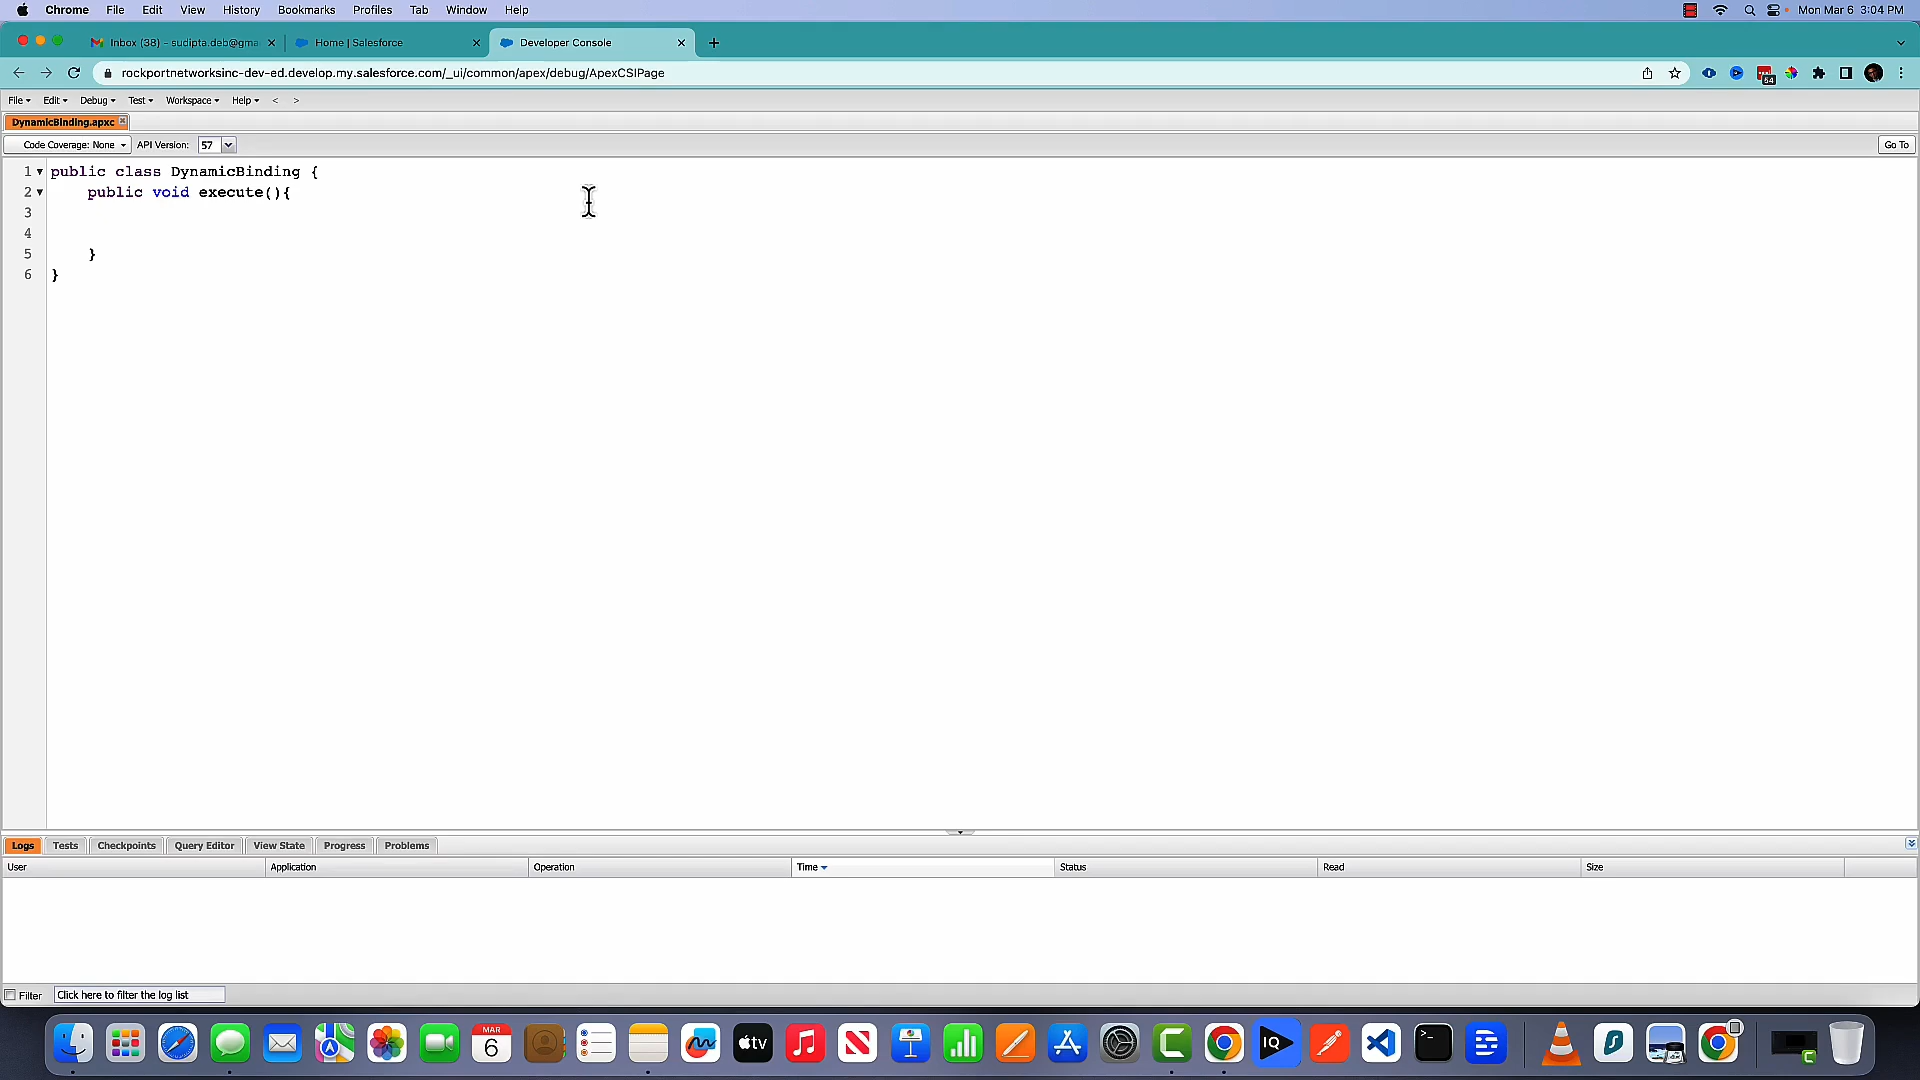 Chrome File Edit View History Bookmarks Profiles Tab Window Help Mon Mar 6 3:04 PM
Inbox (38) - sudipta.deb@gma Home | Salesforce Developer Console
rockportnetworksinc-dev-ed.develop.my.salesforce.com/_ui/common/apex/debug/ApexCSIPage 54
File Edit Debug Test Workspace Help < >
DynamicBinding.apxc
Code Coverage: None API Version: 57 Go To
1 public class DynamicBinding {
2 public void execute(){
3
4
5 }
6 }
Logs Tests Checkpoints Query Editor View State Progress Problems
User Application Operation Time Status Read Size
Filter Click here to filter the log list
MAR
6
tv
IQ
>_